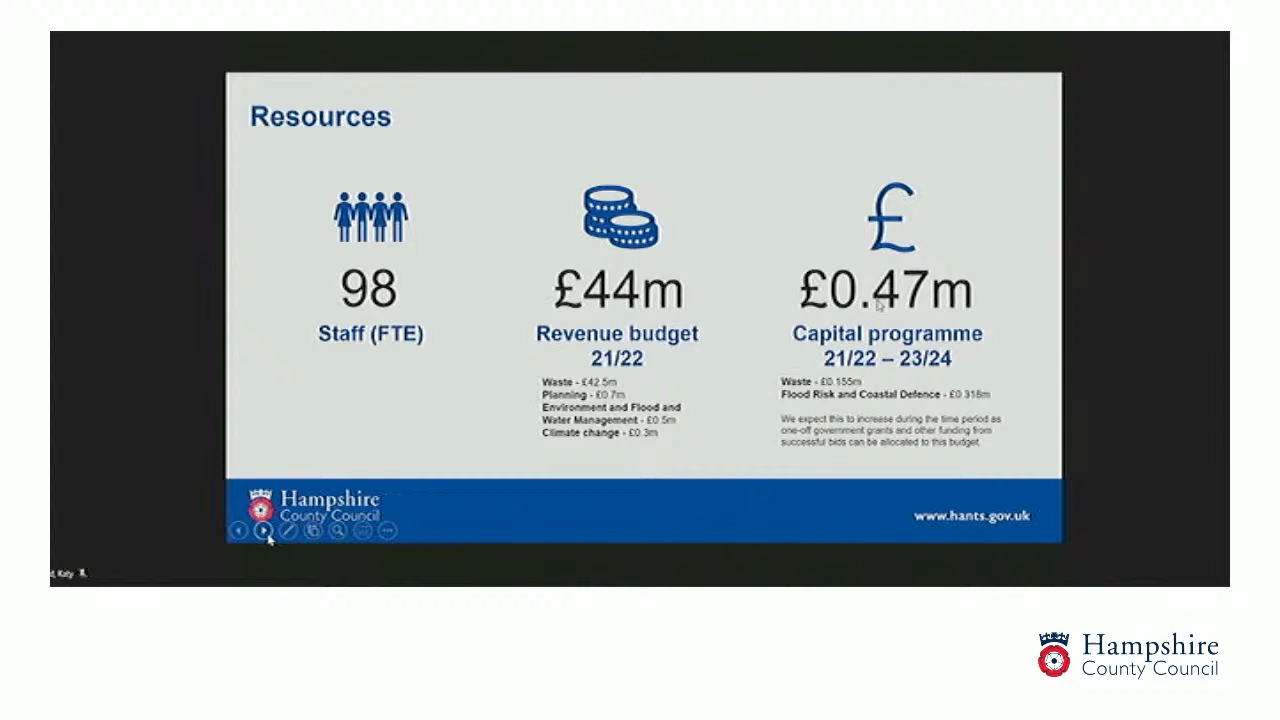 Resources
98
Staff (FTE)
£44m
Revenue budget
21/22
Waste - £42.5m
Planning - £0.7m
Environment and Flood and
Water Management - £0.5m
Climate change - £0.3m
£0.47m
Capital programme
21/22 – 23/24
Waste - £0.155m
Flood Risk and Coastal Defence - £0.318m
We expect this to increase during the time period as
one-off government grants and other funding from
successful bids can be allocated to this budget.
Hampshire
County Council
www.hants.gov.uk
Katy
Hampshire
County Council